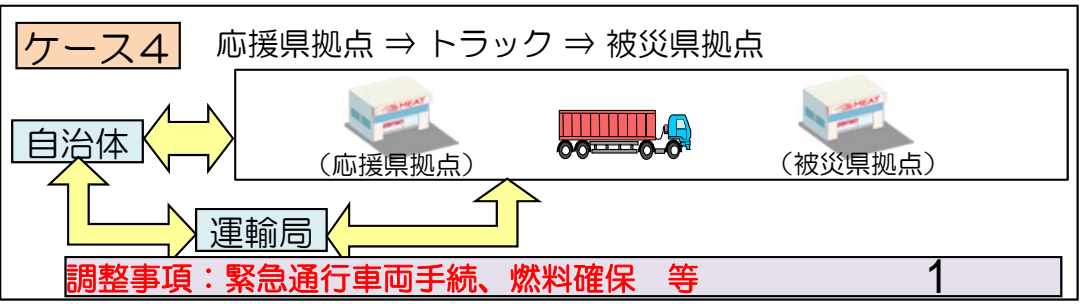 ケース4
応援県拠点 ⇒ トラック ⇒ 被災県拠点
MEAT
MEAT
自治体
（応援県拠点）
（被災県拠点）
運輸局
調整事項：緊急通行車両手続、燃料確保　等
1